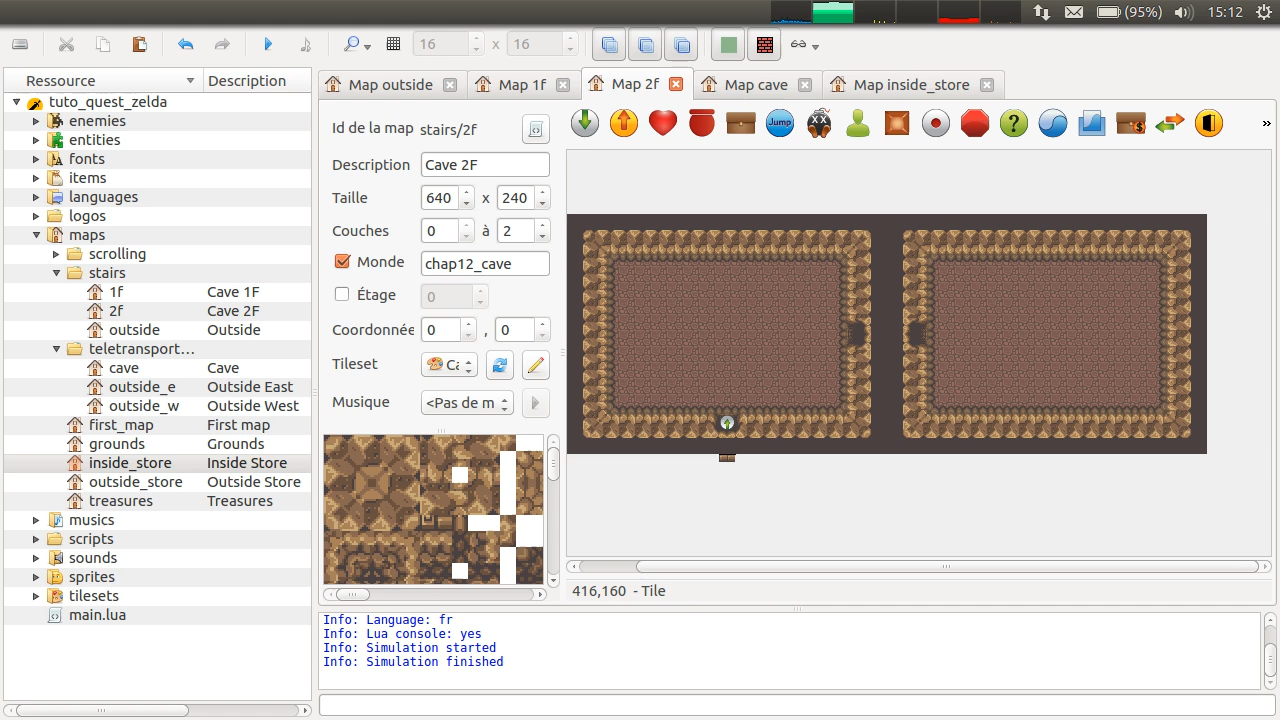 (95%) 15:12
16 x 16
Ressource Description
Map outside Map 1f Map 2f Map cave Map inside_store
tuto_quest_zelda
enemies
entities
fonts
items
languages
logos
maps
scrolling
stairs
1f Cave 1F
2f Cave 2F
outside Outside
teletransport...
cave Cave
outside_e Outside East
outside_w Outside West
first_map First map
grounds Grounds
inside_store Inside Store
outside_store Outside Store
treasures Treasures
musics
scripts
sounds
sprites
tilesets
main.lua
Id de la map stairs/2f
Description Cave 2F
Taille 640 x 240
Couches 0 à 2
Monde chap12_cave
Étage 0
Coordonnée 0 , 0
Tileset Ca
Musique <Pas de m
Jump
XX
?
$
»
416,160 - Tile
Info: Language: fr
Info: Lua console: yes
Info: Simulation started
Info: Simulation finished